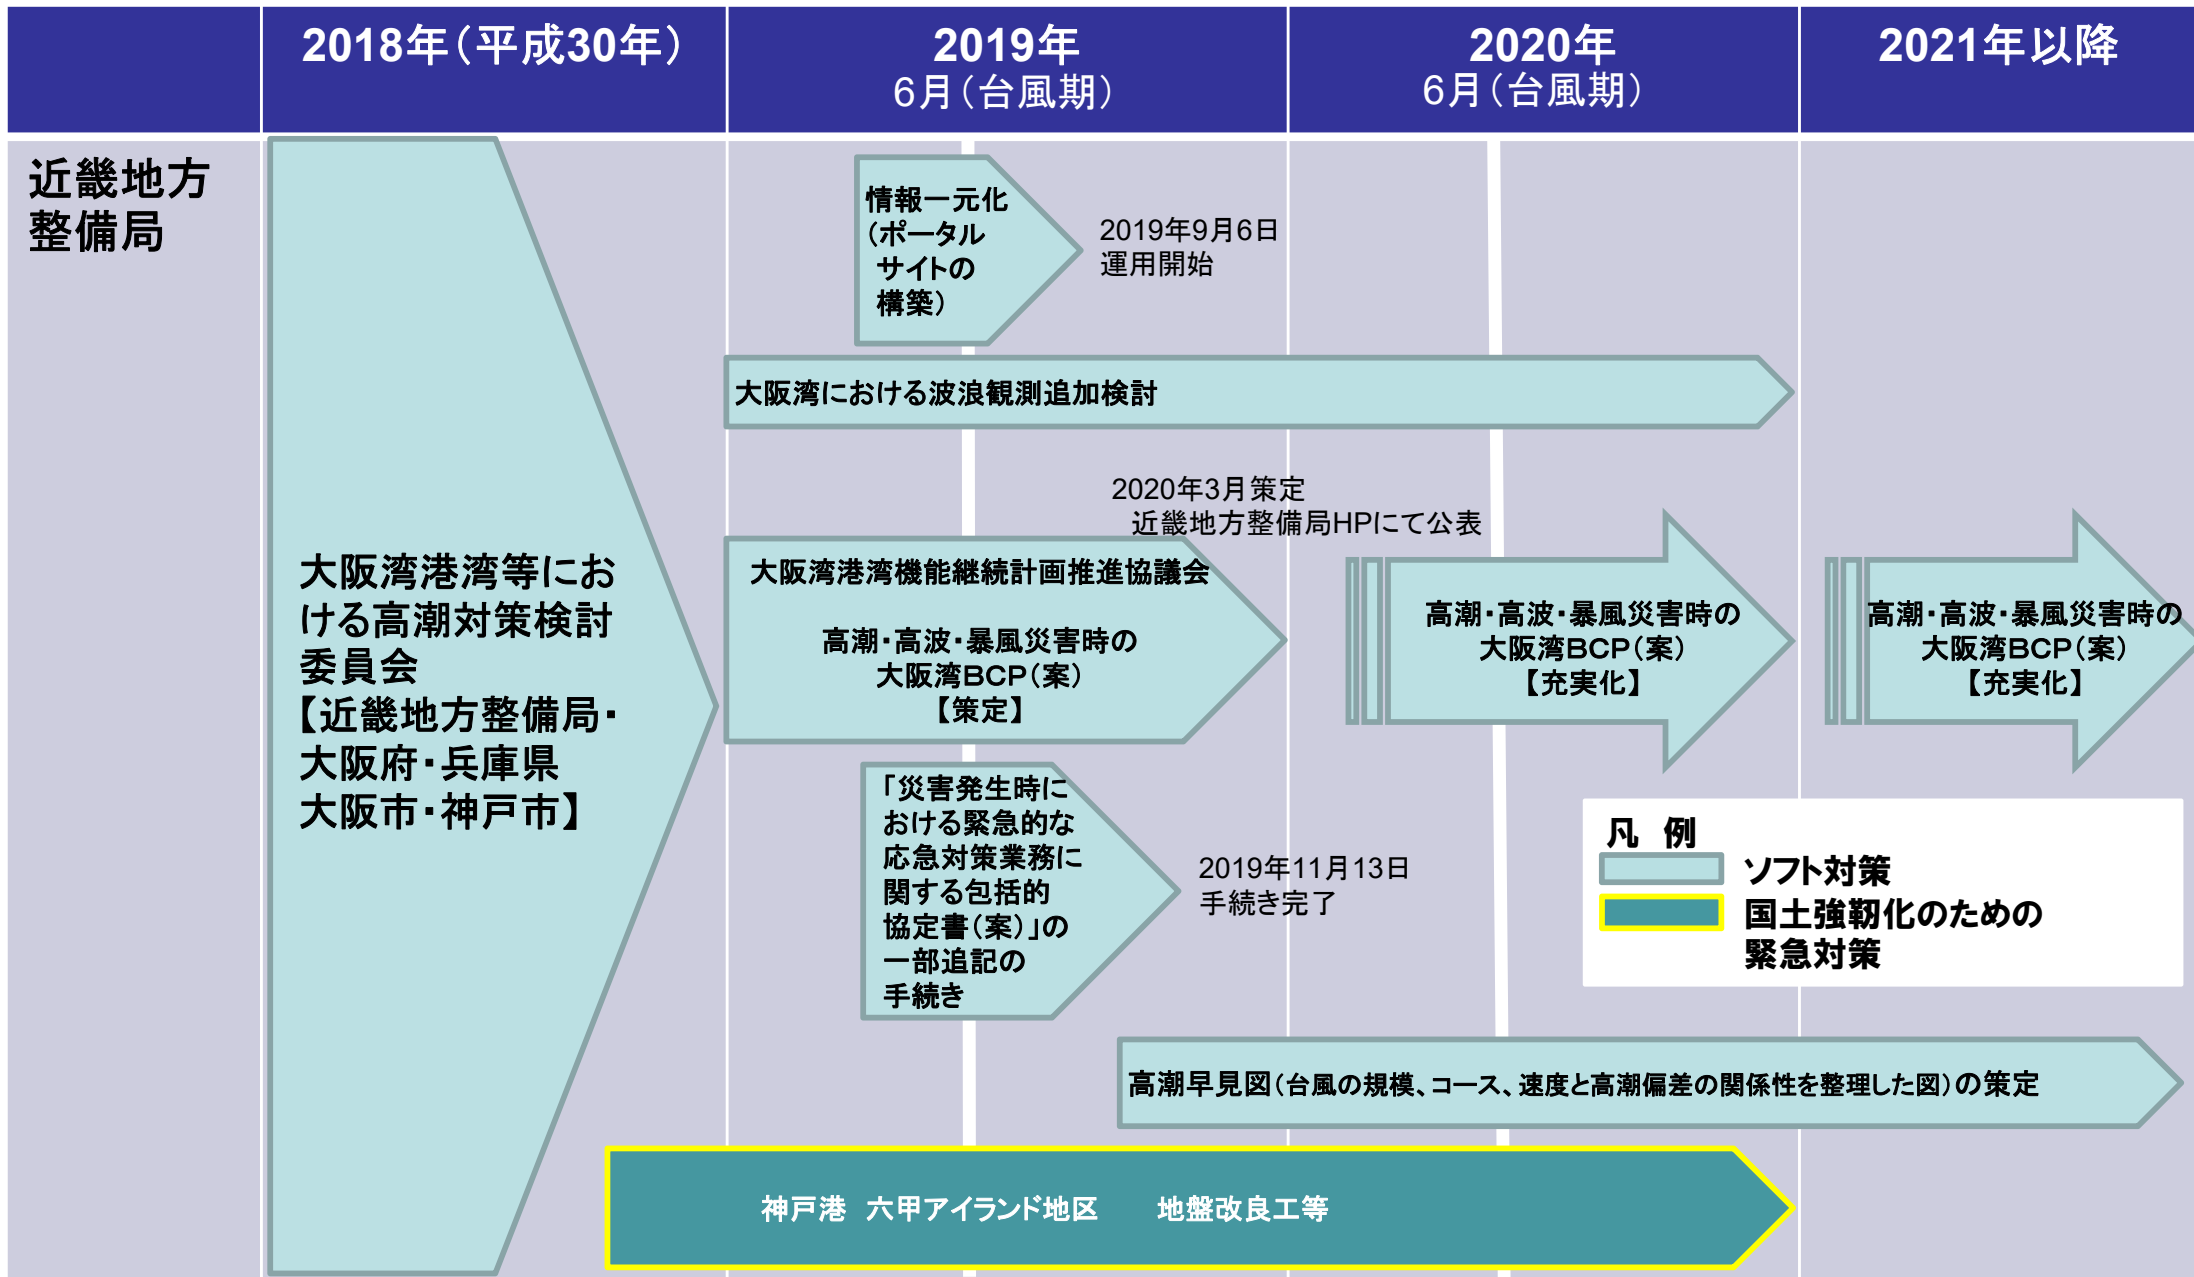 2018年（平成30年）
2019年
6月（台風期）
2020年
6月（台風期）
2021年以降
近畿地方
整備局
大阪湾港湾等にお
ける高潮対策検討
委員会
【近畿地方整備局・
大阪府・兵庫県
大阪市・神戸市】
情報一元化
（ポータル
サイトの
構築）
2019年9月6日
運用開始
大阪湾における波浪観測追加検討
2020年3月策定
近畿地方整備局HPにて公表
大阪湾港湾機能継続計画推進協議会
高潮・高波・暴風災害時の
大阪湾BCP（案）
【策定】
高潮・高波・暴風災害時の
大阪湾BCP（案）
【充実化】
高潮・高波・暴風災害時の
大阪湾BCP（案）
【充実化】
「災害発生時に
おける緊急的な
応急対策業務に
関する包括的
協定書（案）」の
一部追記の
手続き
2019年11月13日
手続き完了
凡　例
ソフト対策
国土強靭化のための
緊急対策
高潮早見図（台風の規模、コース、速度と高潮偏差の関係性を整理した図）の策定
神戸港　六甲アイランド地区　　地盤改良工等